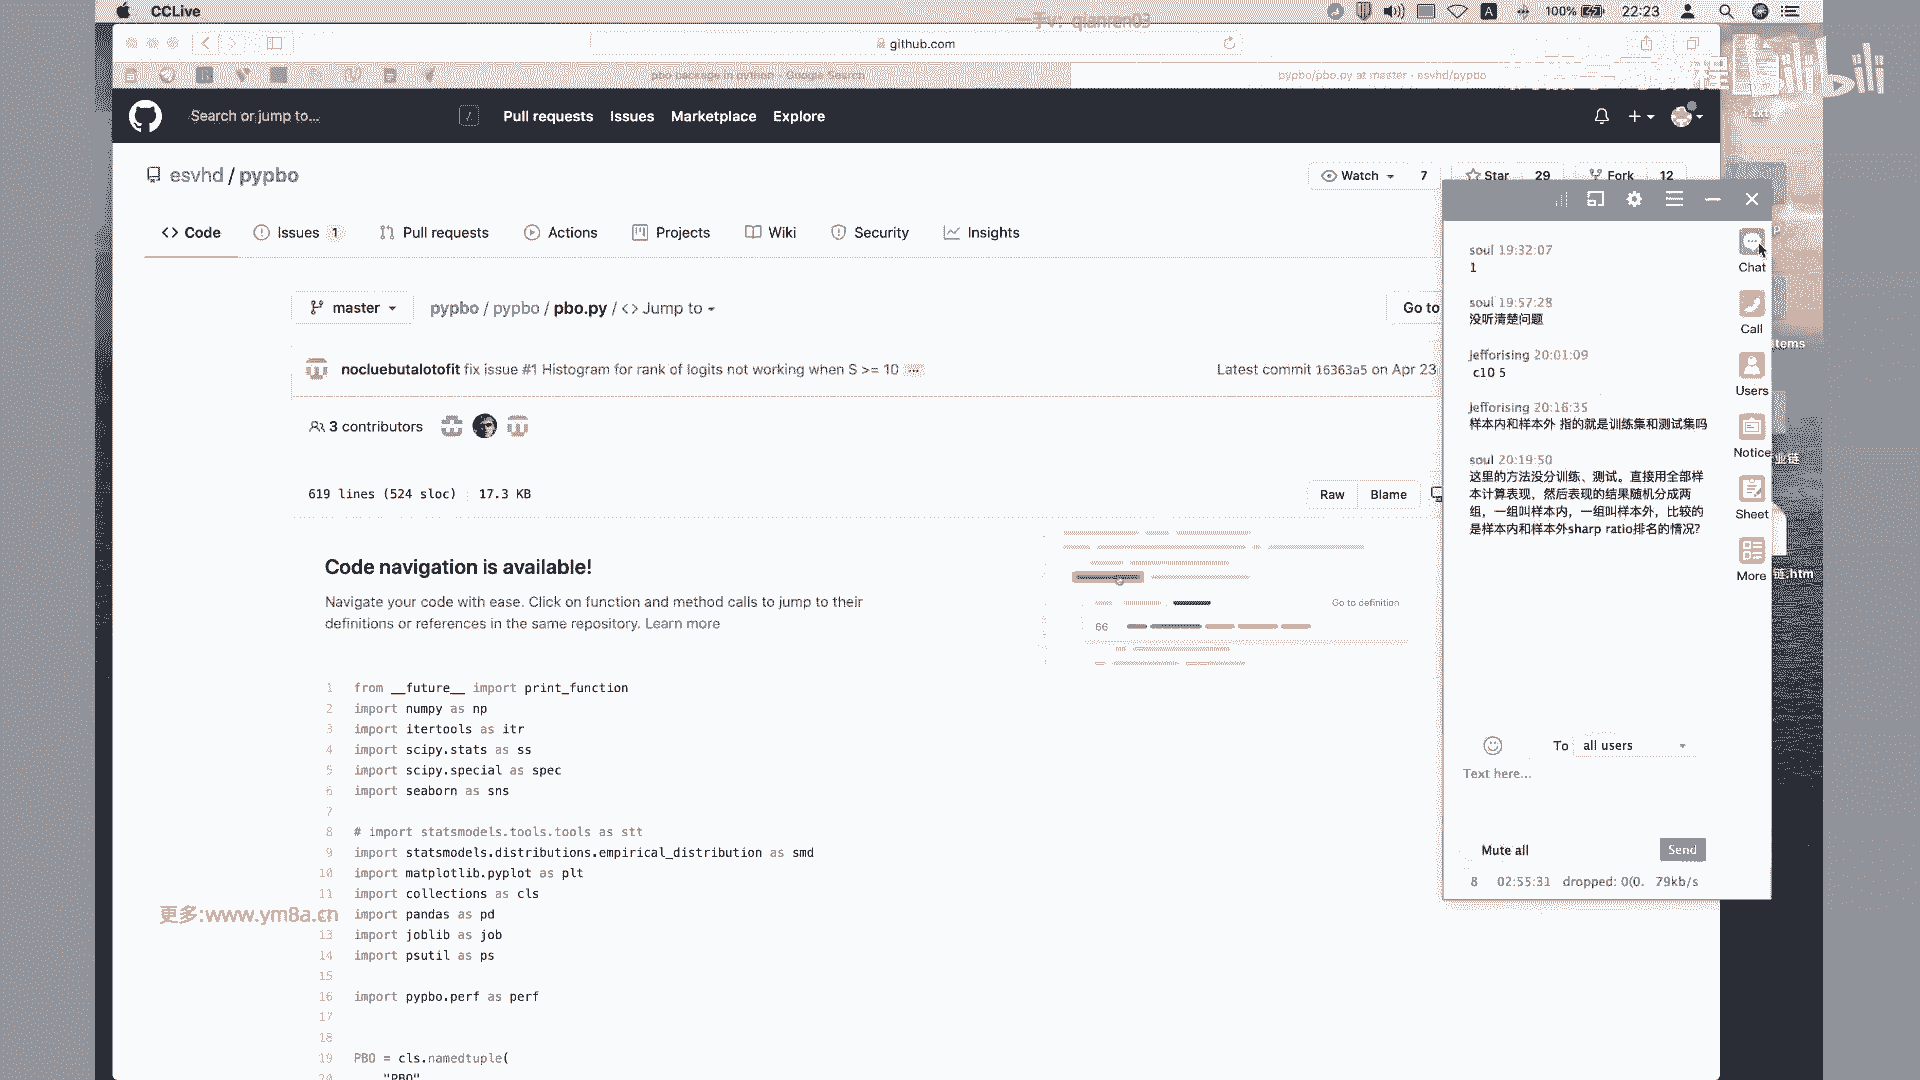 CCLive
一手v: qianren03
100%
22:23
github.com
pbo package in python - Google Search
pypbo/pbo.py at master · esvhd/pypbo
bilibili
1.txt
Search or jump to...
/
Pull requests
Issues
Marketplace
Explore
esvhd / pypbo
Watch
7
Star
29
Fork
12
Code
Issues 1
Pull requests
Actions
Projects
Wiki
Security
Insights
master
pypbo / pypbo / pbo.py / <> Jump to
Go to
nocluebutalotofit fix issue #1 Histogram for rank of logits not working when S >= 10 ...
Latest commit 16363a5 on Apr 23
3 contributors
619 lines (524 sloc) 17.3 KB
Raw
Blame
Code navigation is available!
Navigate your code with ease. Click on function and method calls to jump to their
definitions or references in the same repository. Learn more
Go to definition
66
1 from __future__ import print_function
2 import numpy as np
3 import itertools as itr
4 import scipy.stats as ss
5 import scipy.special as spec
6 import seaborn as sns
7
8 # import statsmodels.tools.tools as stt
9 import statsmodels.distributions.empirical_distribution as smd
10 import matplotlib.pyplot as plt
11 import collections as cls
import pandas as pd
13 import joblib as job
14 import psutil as ps
15
16 import pypbo.perf as perf
17
18
19 PBO = cls.namedtuple(
20 "PBO",
更多:www.ym8a.cn
soul 19:32:07
1
soul 19:57:28
没听清楚问题
jefforising 20:01:09
c10 5
jefforising 20:16:35
样本内和样本外 指的就是训练集和测试集吗
soul 20:19:50
这里的方法没分训练、测试。直接用全部样
本计算表现，然后表现的结果随机分成两
组，一组叫样本内，一组叫样本外，比较的
是样本内和样本外sharp ratio排名的情况?
Chat
Call
Users
Notice
Sheet
More
To all users
Text here...
Mute all
Send
8 02:55:31 dropped: 0(0. 79kb/s
tems
业链
链.htm